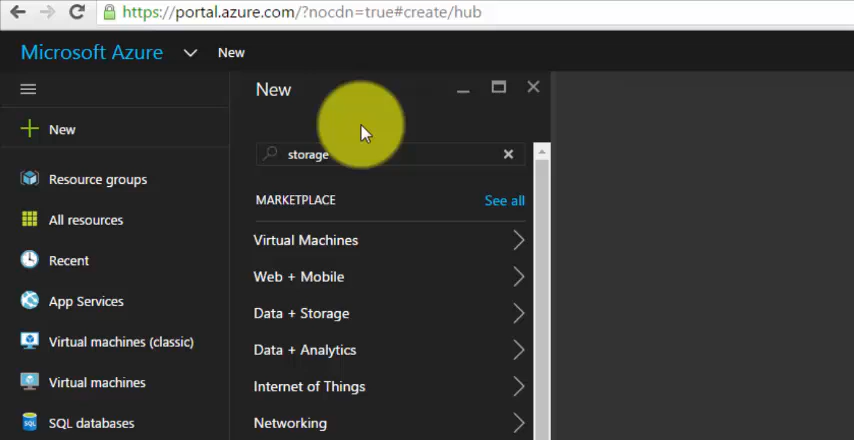 https://portal.azure.com/?nocdn=true#create/hub
Microsoft Azure New
New
New
storage
MARKETPLACE See all
Resource groups
All resources
Recent
App Services
Virtual machines (classic)
Virtual machines
SQL databases
Virtual Machines
Web + Mobile
Data + Storage
Data + Analytics
Internet of Things
Networking